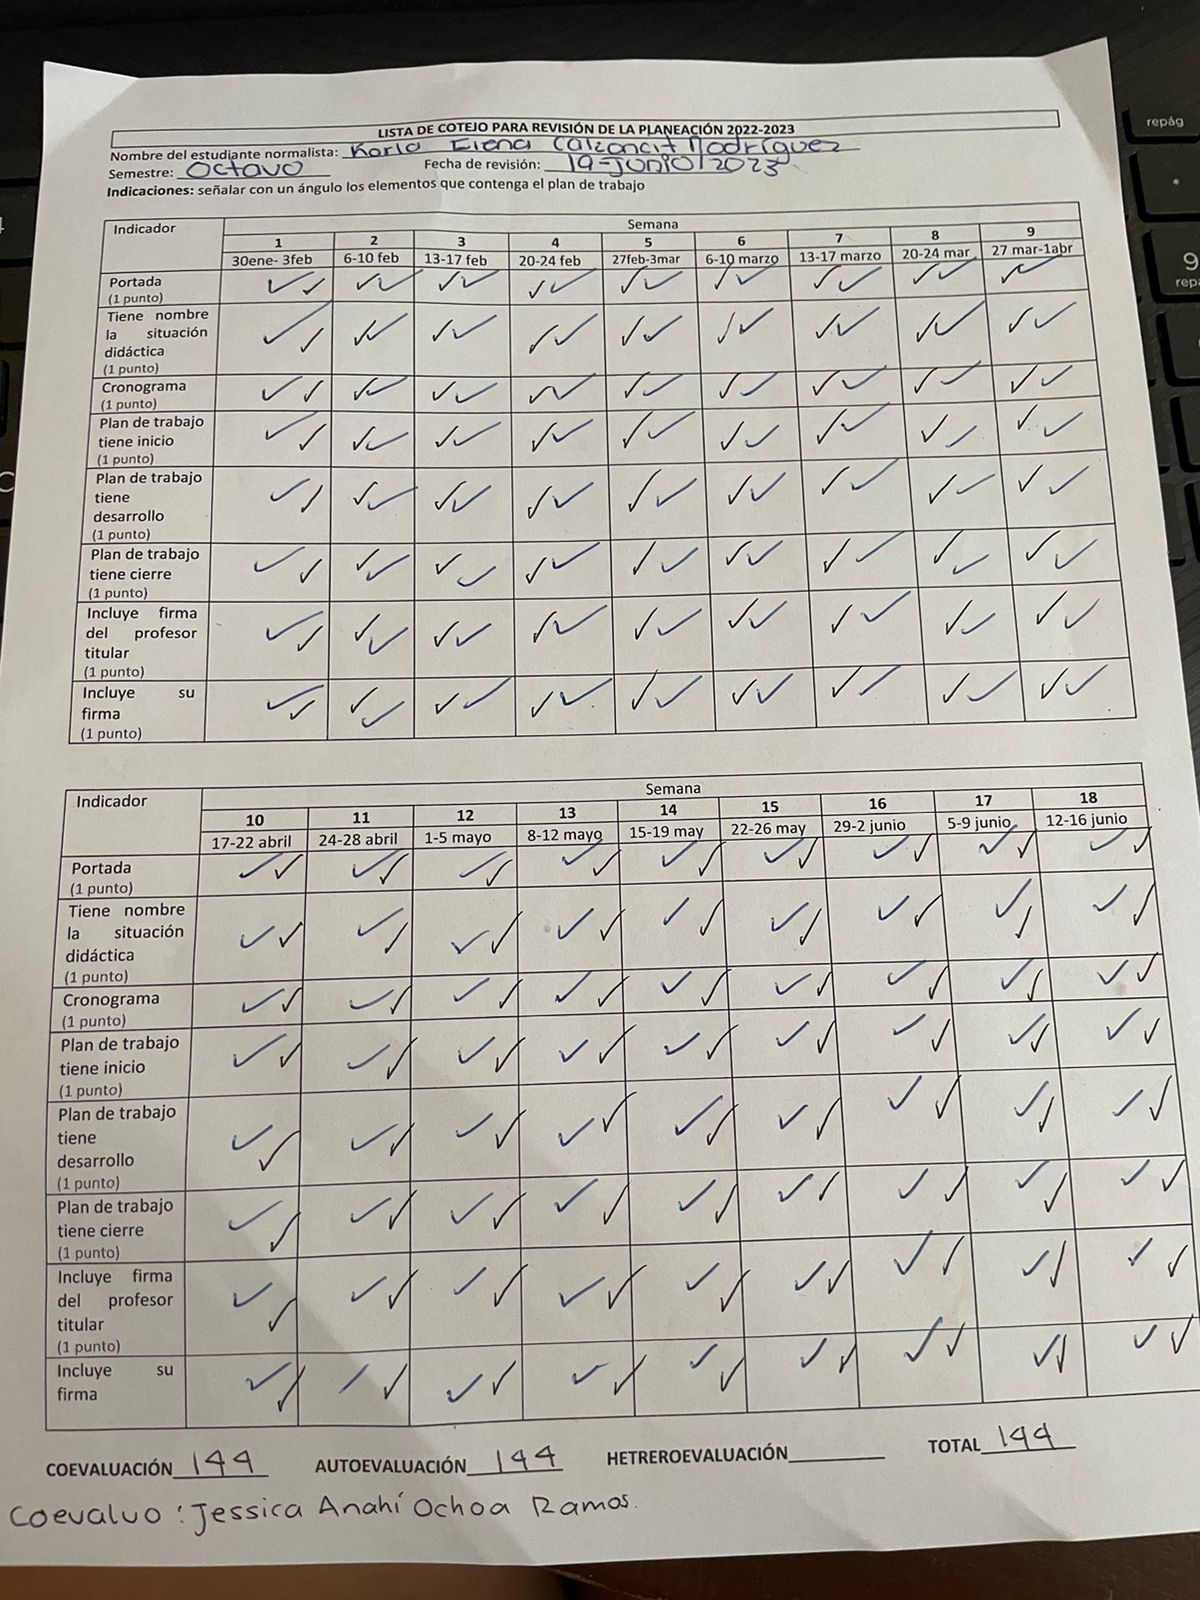 LISTA DE COTEJO PARA REVISIÓN DE LA PLANEACIÓN 2022-2023
Nombre del estudiante normalista: Karla Elena Calzoncit Rodríguez
Semestre: Octavo Fecha de revisión: 19-junio/2023
Indicaciones: señalar con un ángulo los elementos que contenga el plan de trabajo
Indicador Semana
1 2 3 4 5 6 7 8 9
30ene- 3feb 6-10 feb 13-17 feb 20-24 feb 27feb-3mar 6-10 marzo 13-17 marzo 20-24 mar 27 mar-1abr
Portada
(1 punto)
Tiene nombre
la situación
didáctica
(1 punto)
Cronograma
(1 punto)
Plan de trabajo
tiene inicio
(1 punto)
Plan de trabajo
tiene
desarrollo
(1 punto)
Plan de trabajo
tiene cierre
(1 punto)
Incluye firma
del profesor
titular
(1 punto)
Incluye su
firma
(1 punto)
Indicador Semana
10 11 12 13 14 15 16 17 18
17-22 abril 24-28 abril 1-5 mayo 8-12 mayo 15-19 may 22-26 may 29-2 junio 5-9 junio 12-16 junio
Portada
(1 punto)
Tiene nombre
la situación
didáctica
(1 punto)
Cronograma
(1 punto)
Plan de trabajo
tiene inicio
(1 punto)
Plan de trabajo
tiene
desarrollo
(1 punto)
Plan de trabajo
tiene cierre
(1 punto)
Incluye firma
del profesor
titular
(1 punto)
Incluye su
firma
COEVALUACIÓN 144 AUTOEVALUACIÓN 144 HETREROEVALUACIÓN TOTAL 144
Coevaluo : Jessica Anahí Ochoa Ramos.
repág
*
9